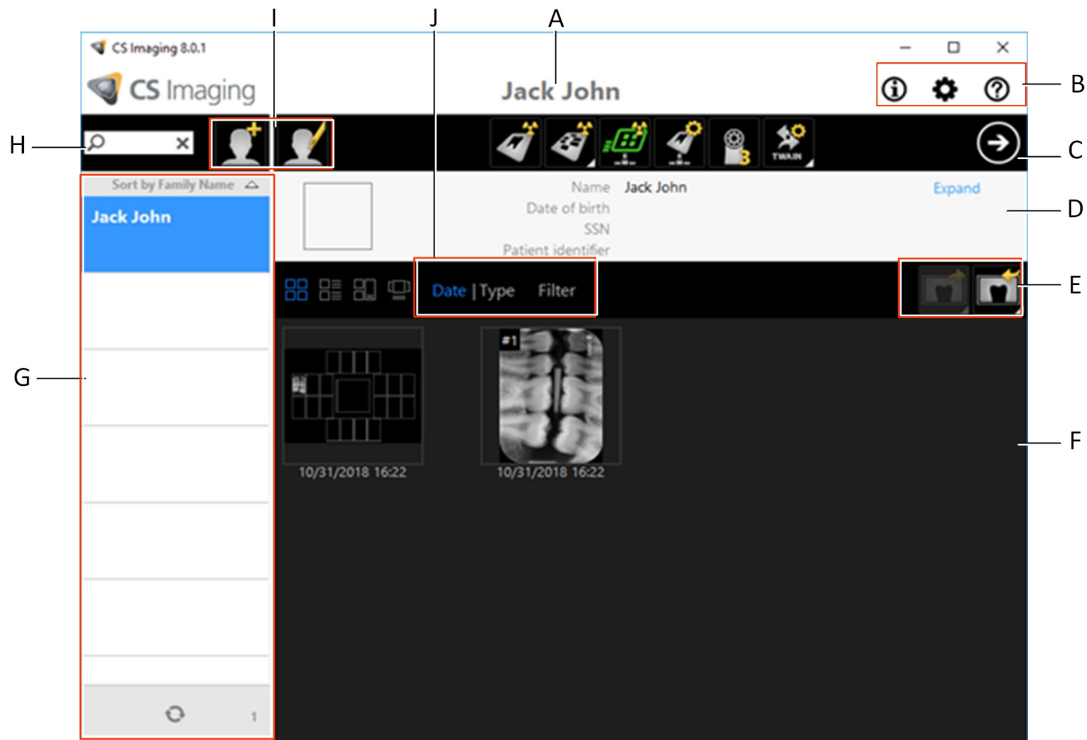 I J A
CS Imaging 8.0.1
CS Imaging Jack John B
H 3 TWAIN C
Sort by Family Name Name Jack John Expand
Jack John Date of birth D
SSN
Patient identifier
Date | Type Filter E
#1
G
F
10/31/2018 16:22 10/31/2018 16:22
1